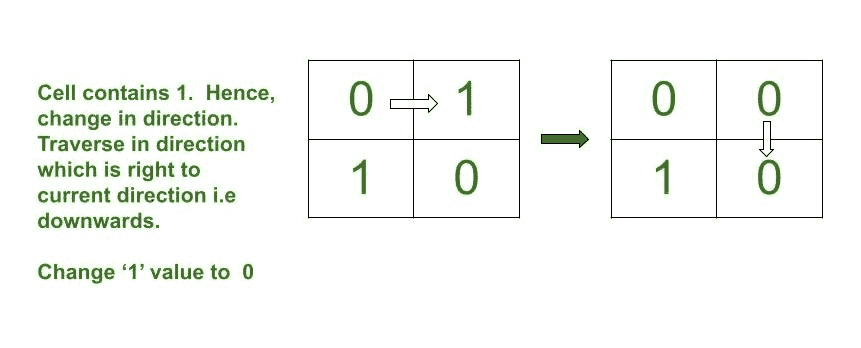 Cell contains 1.  Hence,
change in direction.
Traverse in direction
which is right to
current direction i.e
downwards.
Change ‘1’ value to  0
0 1
1 0
0 0
1 0